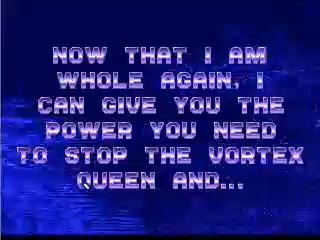 NOW THAT I AM
WHOLE AGAIN, I
CAN GIVE YOU THE
POWER YOU NEED
TO STOP THE VORTEX
QUEEN AND...